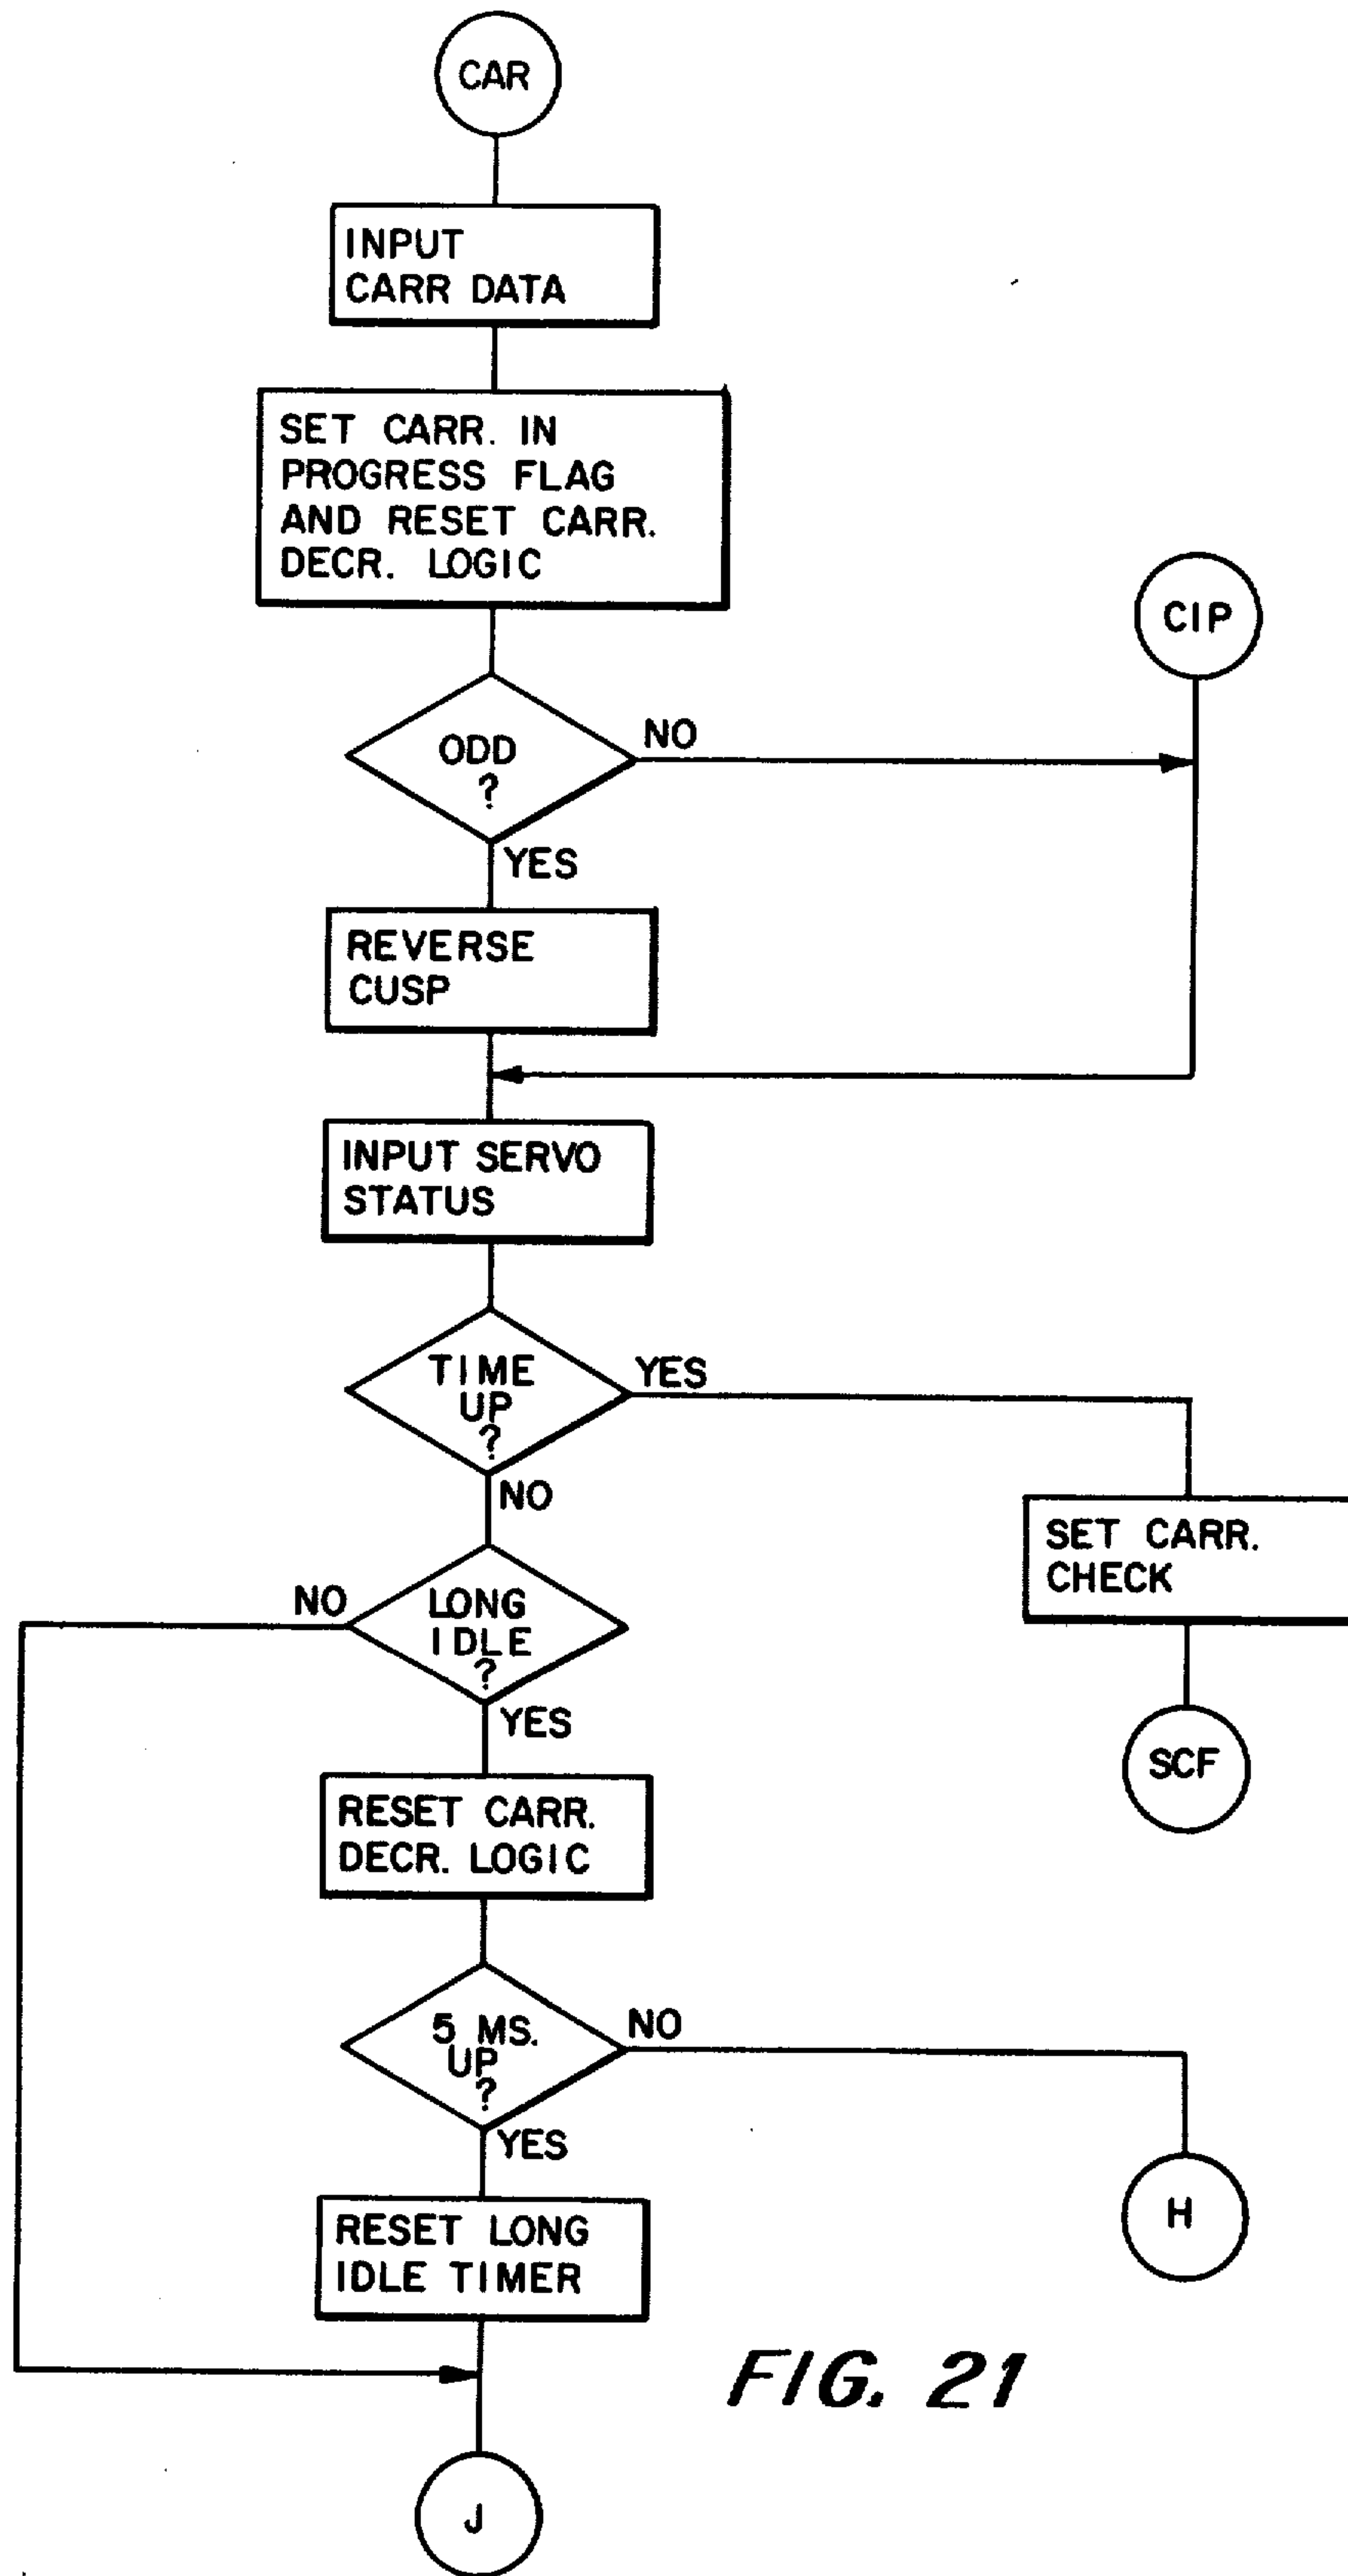 CAR
INPUT
CARR DATA
SET CARR. IN
PROGRESS FLAG
AND RESET CARR.
DECR. LOGIC
CIP
ODD
?
NO
YES
REVERSE
CUSP
INPUT SERVO
STATUS
TIME
UP
?
YES
NO
SET CARR.
CHECK
SCF
LONG
IDLE
?
NO
YES
RESET CARR.
DECR. LOGIC
5 MS.
UP
?
NO
YES
H
RESET LONG
IDLE TIMER
FIG. 21
J